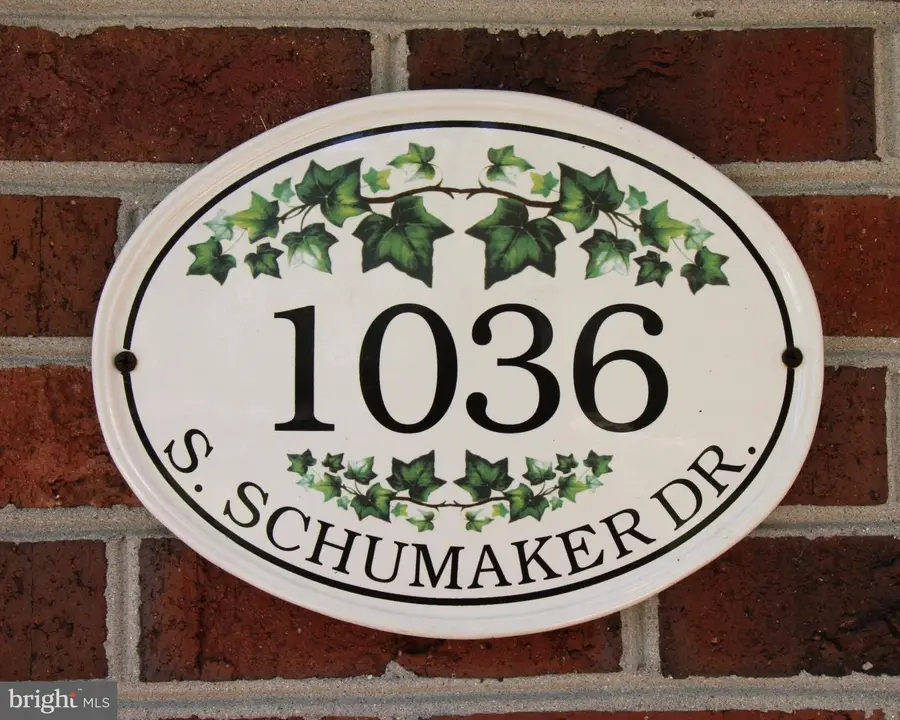 1036
S. SCHUMAKER DR.
bright MLS